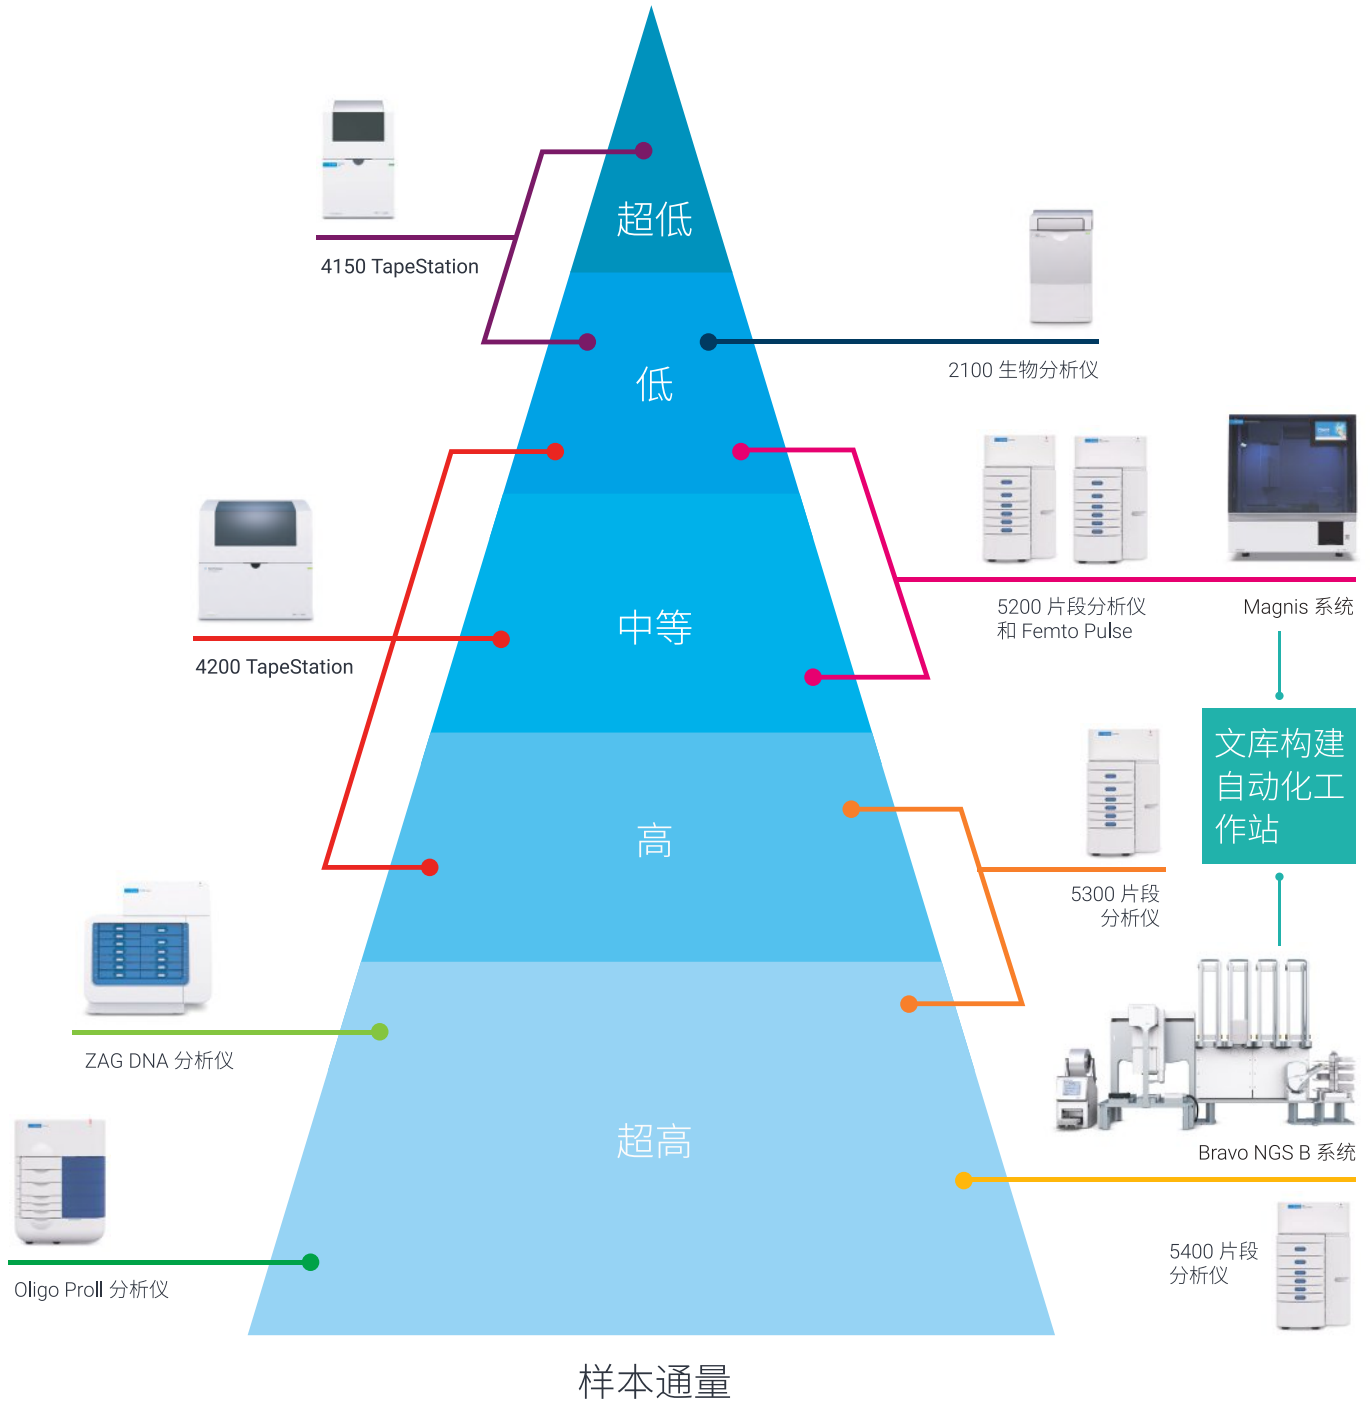 超低
4150 TapeStation
2100 生物分析仪
低
5200 片段分析仪
和 Femto Pulse
Magnis 系统
中等
4200 TapeStation
文库构建
自动化工
作站
高
5300 片段
分析仪
ZAG DNA 分析仪
超高
Bravo NGS B 系统
5400 片段
分析仪
Oligo ProII 分析仪
样本通量